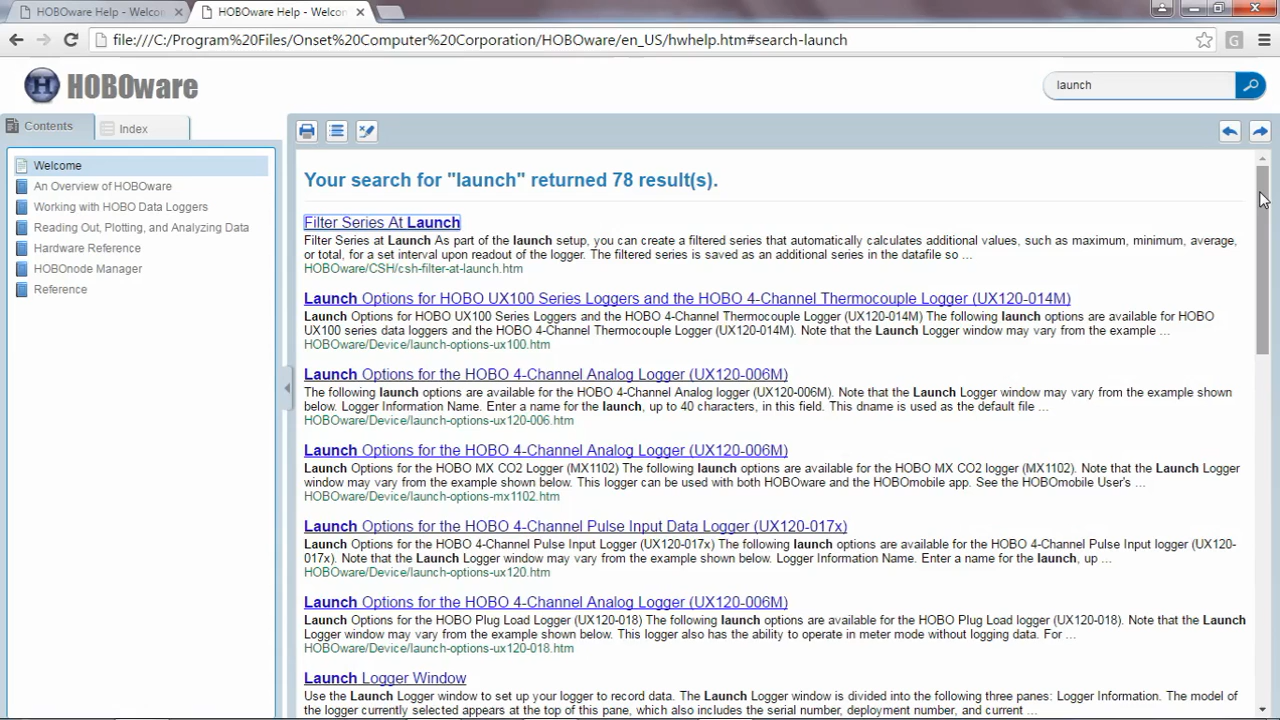 HOBOware Help - Welcon
HOBOware Help - Welcon
file:///C:/Program%20Files/Onset%20Computer%20Corporation/HOBOware/en_US/hwhelp.htm#search-launch
HOBOware
launch
Contents
Index
Welcome
An Overview of HOBOware
Working with HOBO Data Loggers
Reading Out, Plotting, and Analyzing Data
Hardware Reference
HOBOnode Manager
Reference
Your search for "launch" returned 78 result(s).
Filter Series At Launch
Filter Series at Launch As part of the launch setup, you can create a filtered series that automatically calculates additional values, such as maximum, minimum, average,
or total, for a set interval upon readout of the logger. The filtered series is saved as an additional series in the datafile so ...
HOBOware/CSH/csh-filter-at-launch.htm
Launch Options for HOBO UX100 Series Loggers and the HOBO 4-Channel Thermocouple Logger (UX120-014M)
Launch Options for HOBO UX100 Series Loggers and the HOBO 4-Channel Thermocouple Logger (UX120-014M) The following launch options are available for HOBO
UX100 series data loggers and the HOBO 4-Channel Thermocouple Logger (UX120-014M). Note that the Launch Logger window may vary from the example ...
HOBOware/Device/launch-options-ux100.htm
Launch Options for the HOBO 4-Channel Analog Logger (UX120-006M)
The following launch options are available for the HOBO 4-Channel Analog logger (UX120-006M). Note that the Launch Logger window may vary from the example shown
below. Logger Information Name. Enter a name for the launch, up to 40 characters, in this field. This dname is used as the default file ...
HOBOware/Device/launch-options-ux120-006.htm
Launch Options for the HOBO 4-Channel Analog Logger (UX120-006M)
Launch Options for the HOBO MX CO2 Logger (MX1102) The following launch options are available for the HOBO MX CO2 logger (MX1102). Note that the Launch Logger
window may vary from the example shown below. This logger can be used with both HOBOware and the HOBOmobile app. See the HOBOmobile User's ...
HOBOware/Device/launch-options-mx1102.htm
Launch Options for the HOBO 4-Channel Pulse Input Data Logger (UX120-017x)
Launch Options for the HOBO 4-Channel Pulse Input Logger (UX120-017x) The following launch options are available for the HOBO 4-Channel Pulse Input logger (UX120-
017x). Note that the Launch Logger window may vary from the example shown below. Logger Information Name. Enter a name for the launch, up ...
HOBOware/Device/launch-options-ux120.htm
Launch Options for the HOBO 4-Channel Analog Logger (UX120-006M)
Launch Options for the HOBO Plug Load Logger (UX120-018) The following launch options are available for the HOBO Plug Load logger (UX120-018). Note that the Launch
Logger window may vary from the example shown below. This logger also has the ability to operate in meter mode without logging data. For ...
HOBOware/Device/launch-options-ux120-018.htm
Launch Logger Window
Use the Launch Logger window to set up your logger to record data. The Launch Logger window is divided into the following three panes: Logger Information. The model of
the logger currently selected appears at the top of this pane, which also includes the serial number, deployment number, and current ...